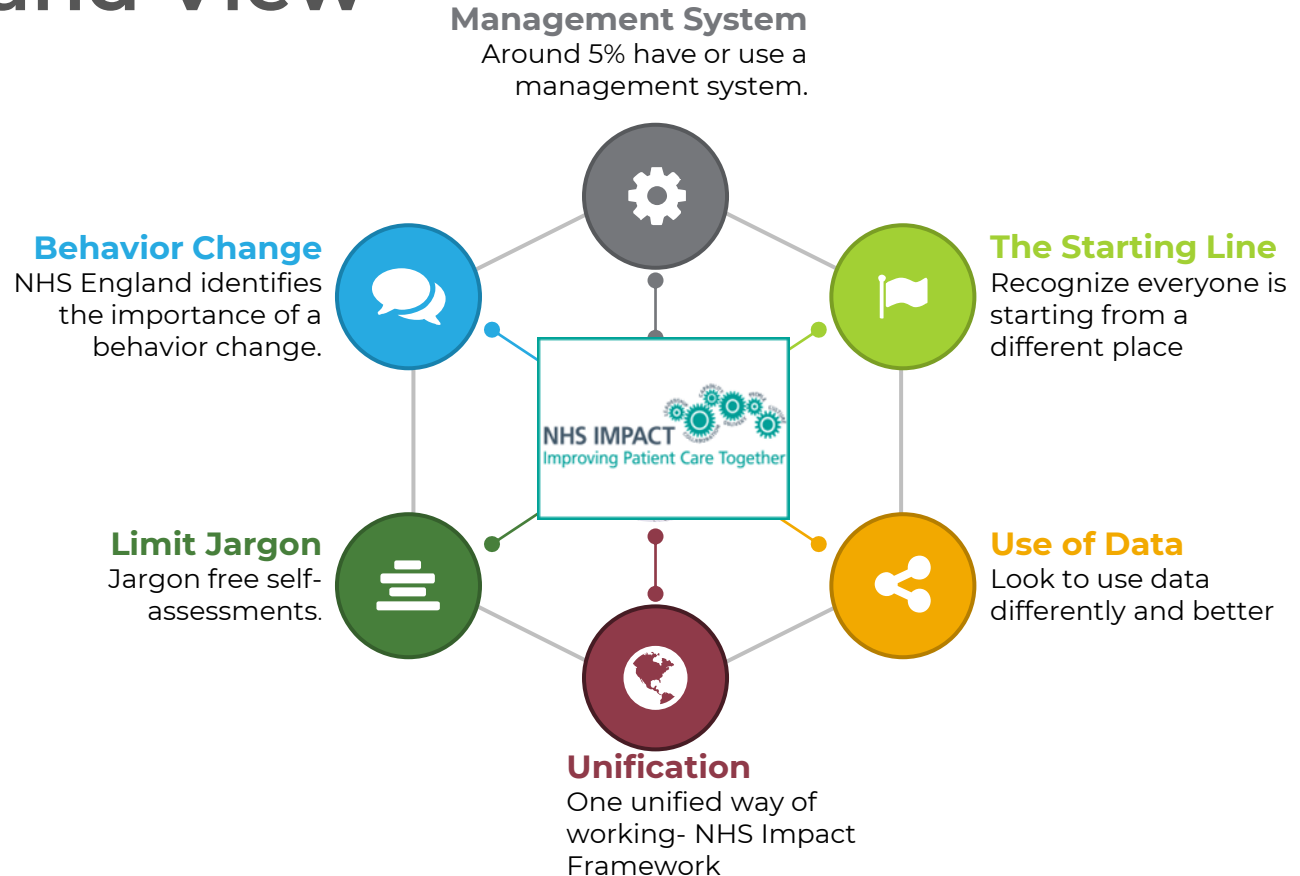 and View
Management System
Around 5% have or use a
management system.
Behavior Change
NHS England identifies
the importance of a
behavior change.
The Starting Line
Recognize everyone is
starting from a
different place
NHS IMPACT
Improving Patient Care Together
Limit Jargon
Jargon free self-
assessments.
Use of Data
Look to use data
differently and better
Unification
One unified way of
working- NHS Impact
Framework